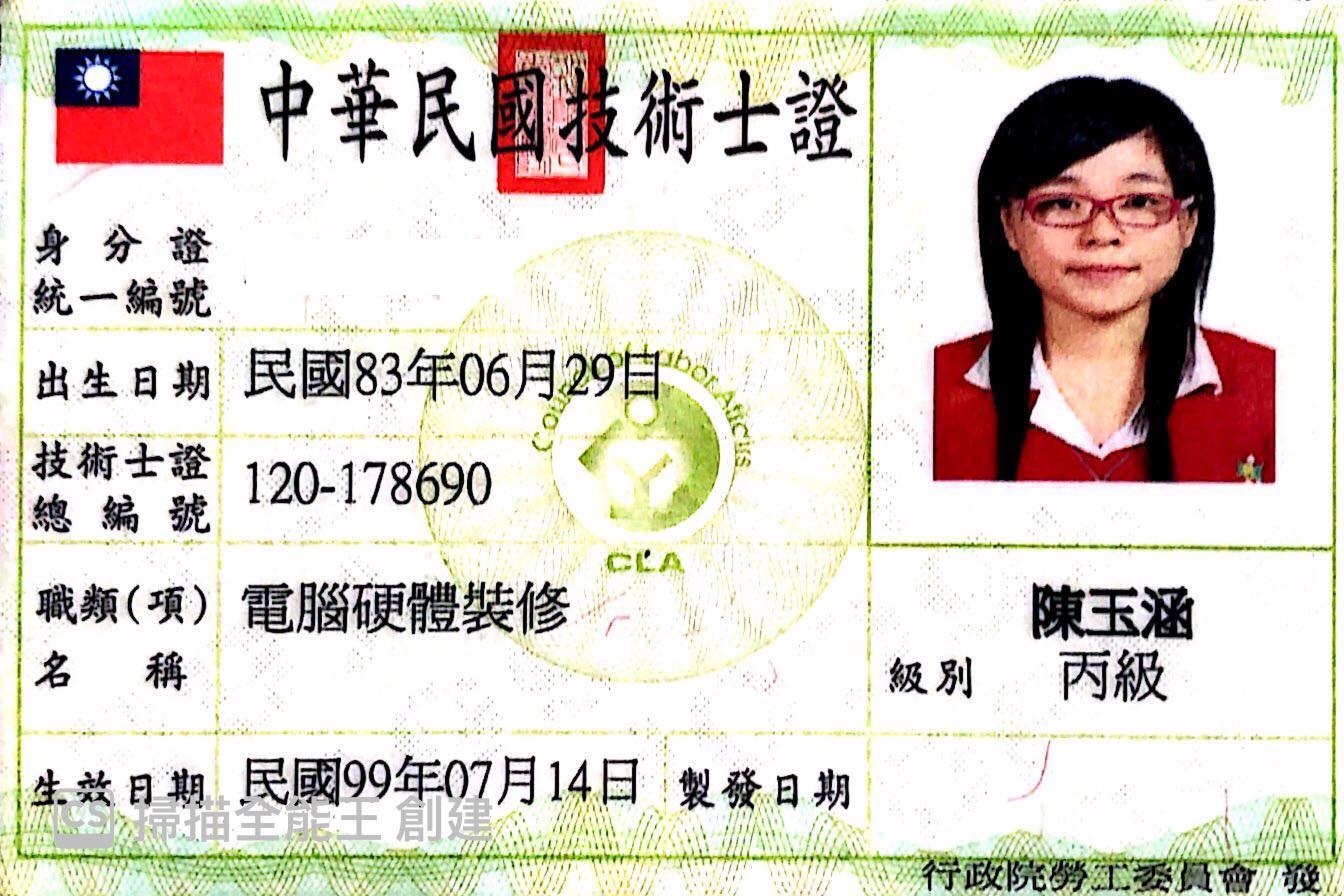 中華民國技術士證
身分證
統一編號
出生日期 民國83年06月29日
技術士證
總編號 120-178690
Council of Labor Affairs
CLA
職類(項)
名稱 電腦硬體裝修
陳玉涵
級別 丙級
生效日期 民國99年07月14日 製發日期
CS 掃描全能王 創建
行政院勞工委員會 發